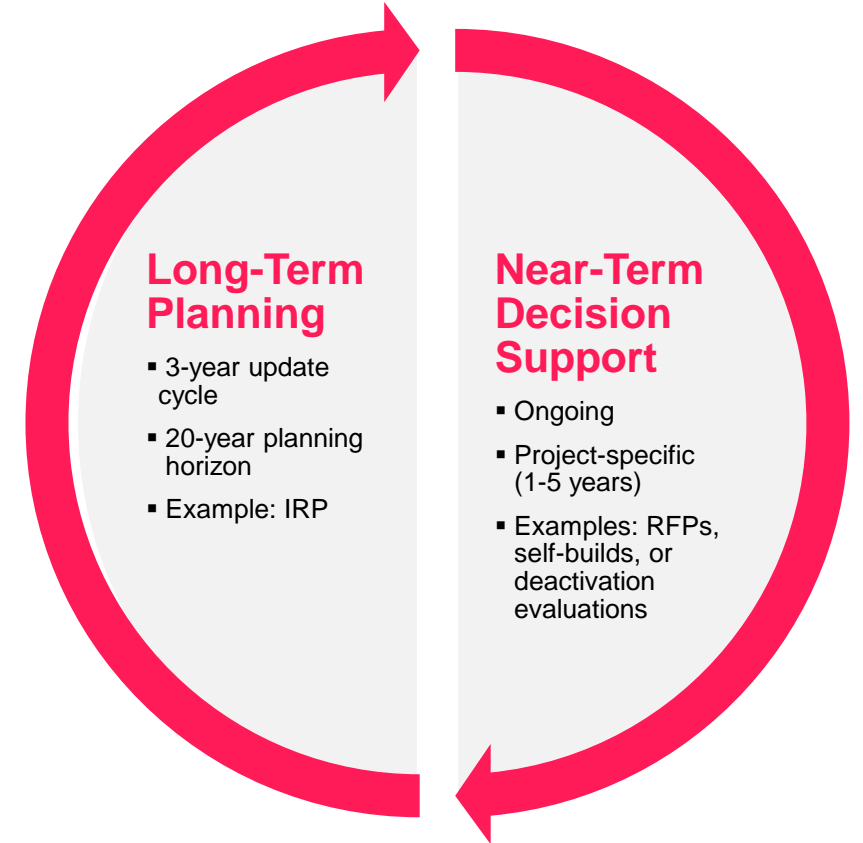 Long-Term
Planning
▪ 3-year update
cycle
▪ 20-year planning
horizon
▪ Example: IRP
Near-Term
Decision
Support
▪ Ongoing
▪ Project-specific
(1-5 years)
▪ Examples: RFPs,
self-builds, or
deactivation
evaluations